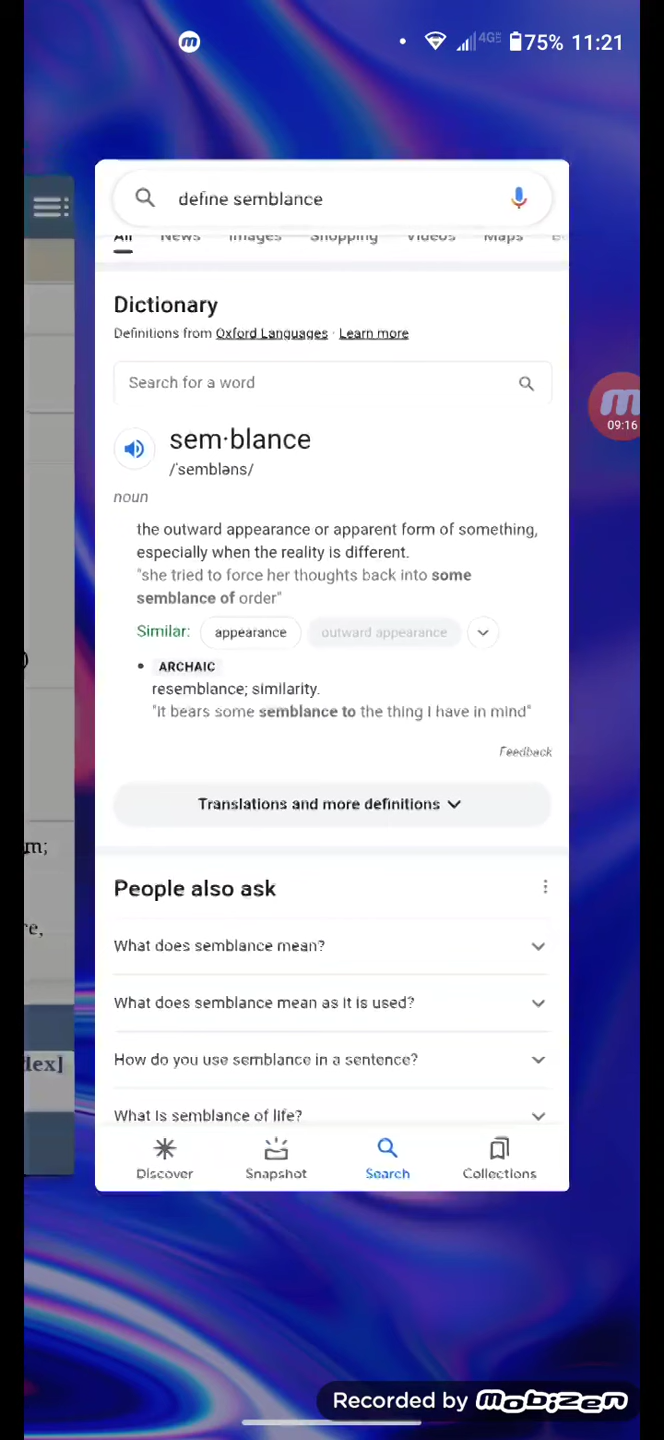 4G
75% 11:21
define semblance
All News Images Shopping Videos Maps
Dictionary
Definitions from Oxford Languages · Learn more
Search for a word
sem·blance
/ˈsembləns/
noun
the outward appearance or apparent form of something,
especially when the reality is different.
"she tried to force her thoughts back into some
semblance of order"
Similar: appearance outward appearance
• ARCHAIC
resemblance; similarity.
"it bears some semblance to the thing I have in mind"
Feedback
Translations and more definitions
People also ask
What does semblance mean?
What does semblance mean as it is used?
How do you use semblance in a sentence?
What is semblance of life?
Discover Snapshot Search Collections
m
09:16
)
m;
e,
dex]
Recorded by mobizen